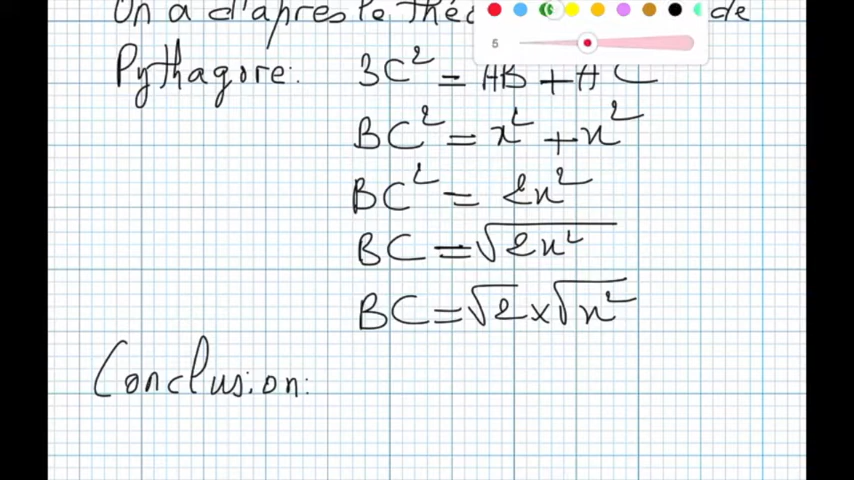 On a d'après le thé de
Pythagore: BC² = AB + AC
BC² = x² + x²
BC² = 2x²
BC = √2x²
BC = √2 × √x²
Conclusion:
5